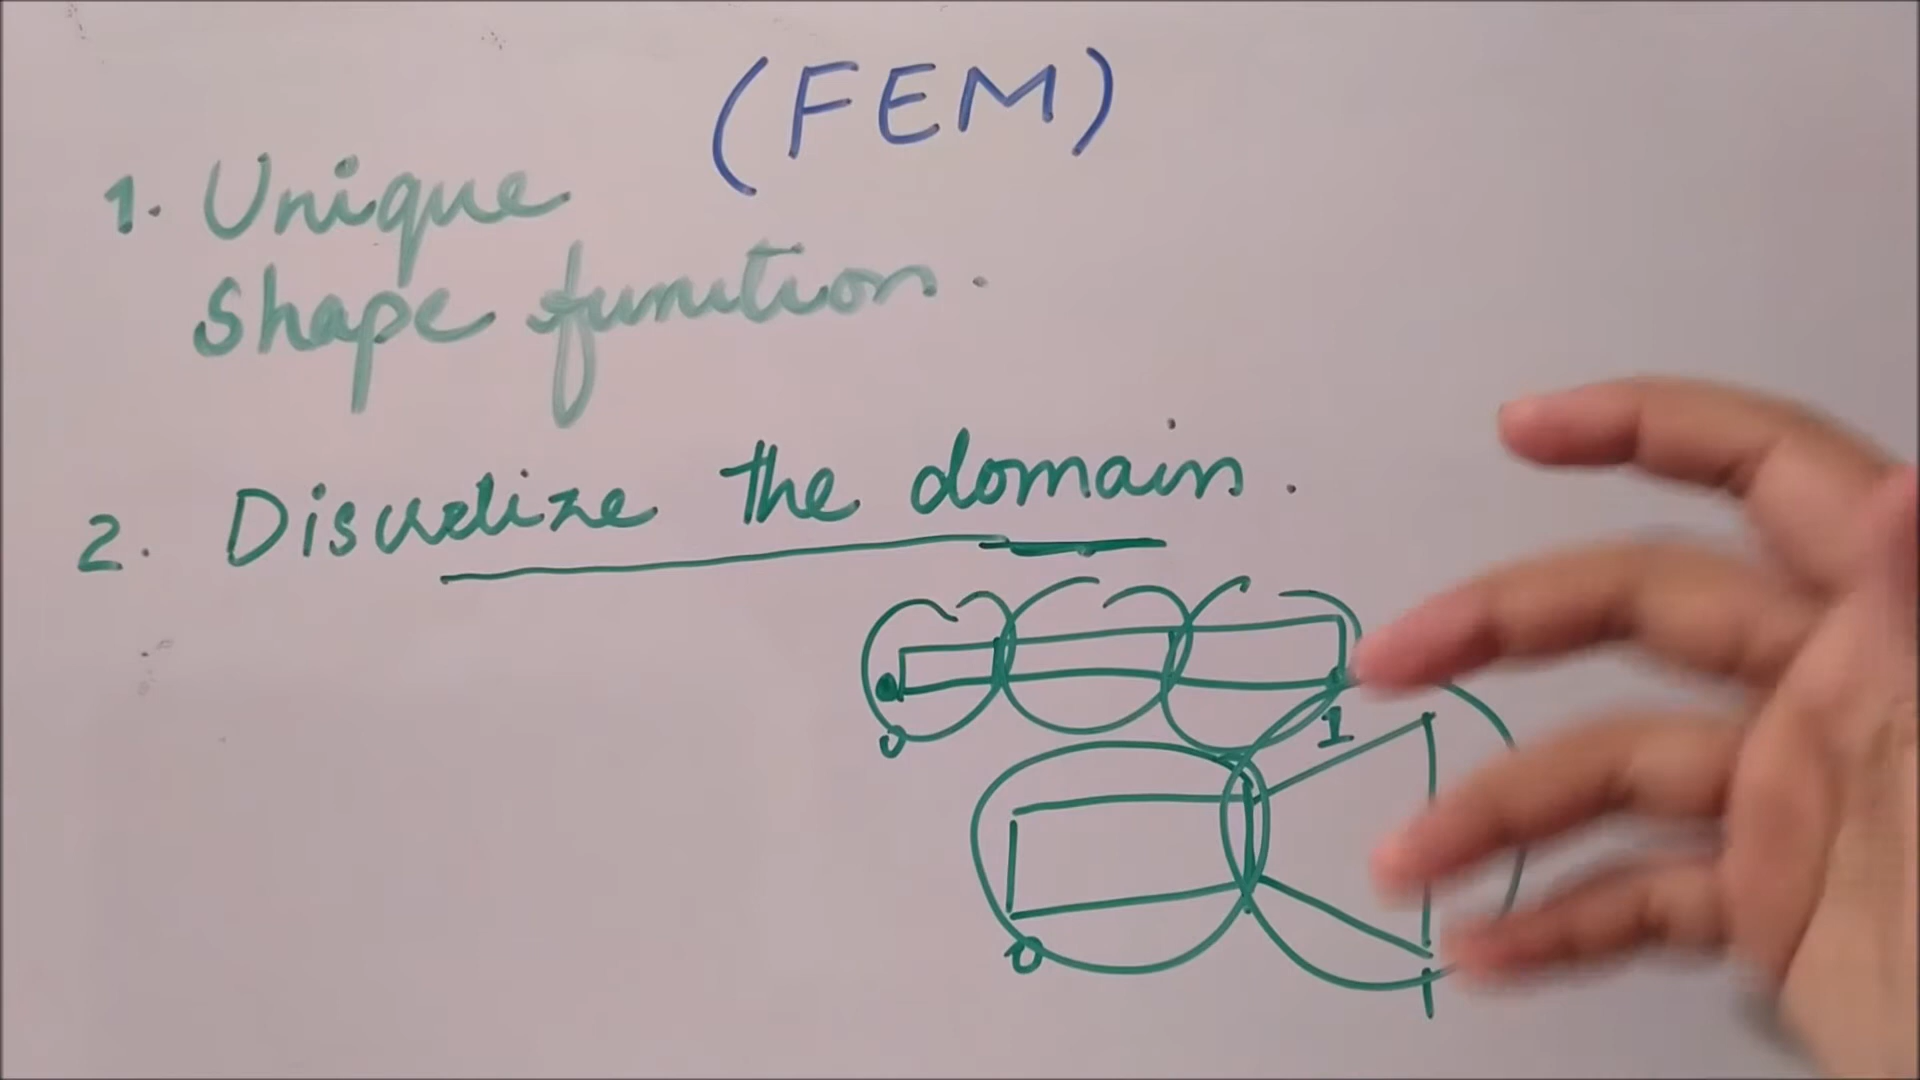 (FEM)
1. Unique
Shape function.
2. Discretize the domain.
0
1
0